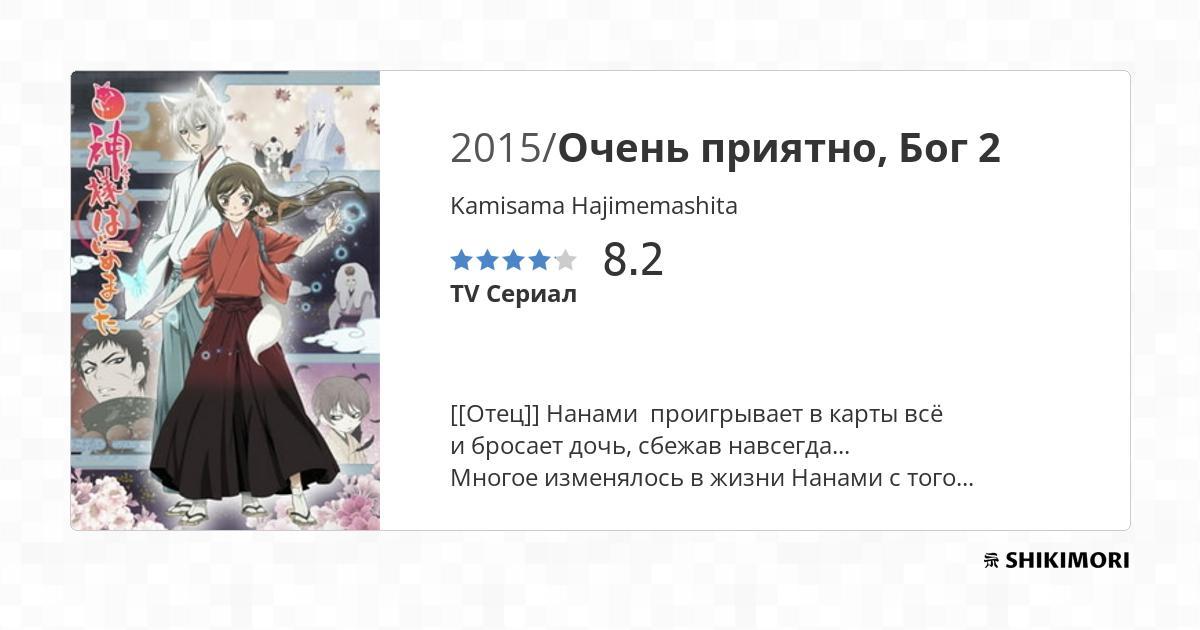 神様はじめました
2015/Очень приятно, Бог 2
Kamisama Hajimemashita
8.2
TV Сериал
[[Отец]] Нанами  проигрывает в карты всё
и бросает дочь, сбежав навсегда...
Многое изменялось в жизни Нанами с того...
SHIKIMORI